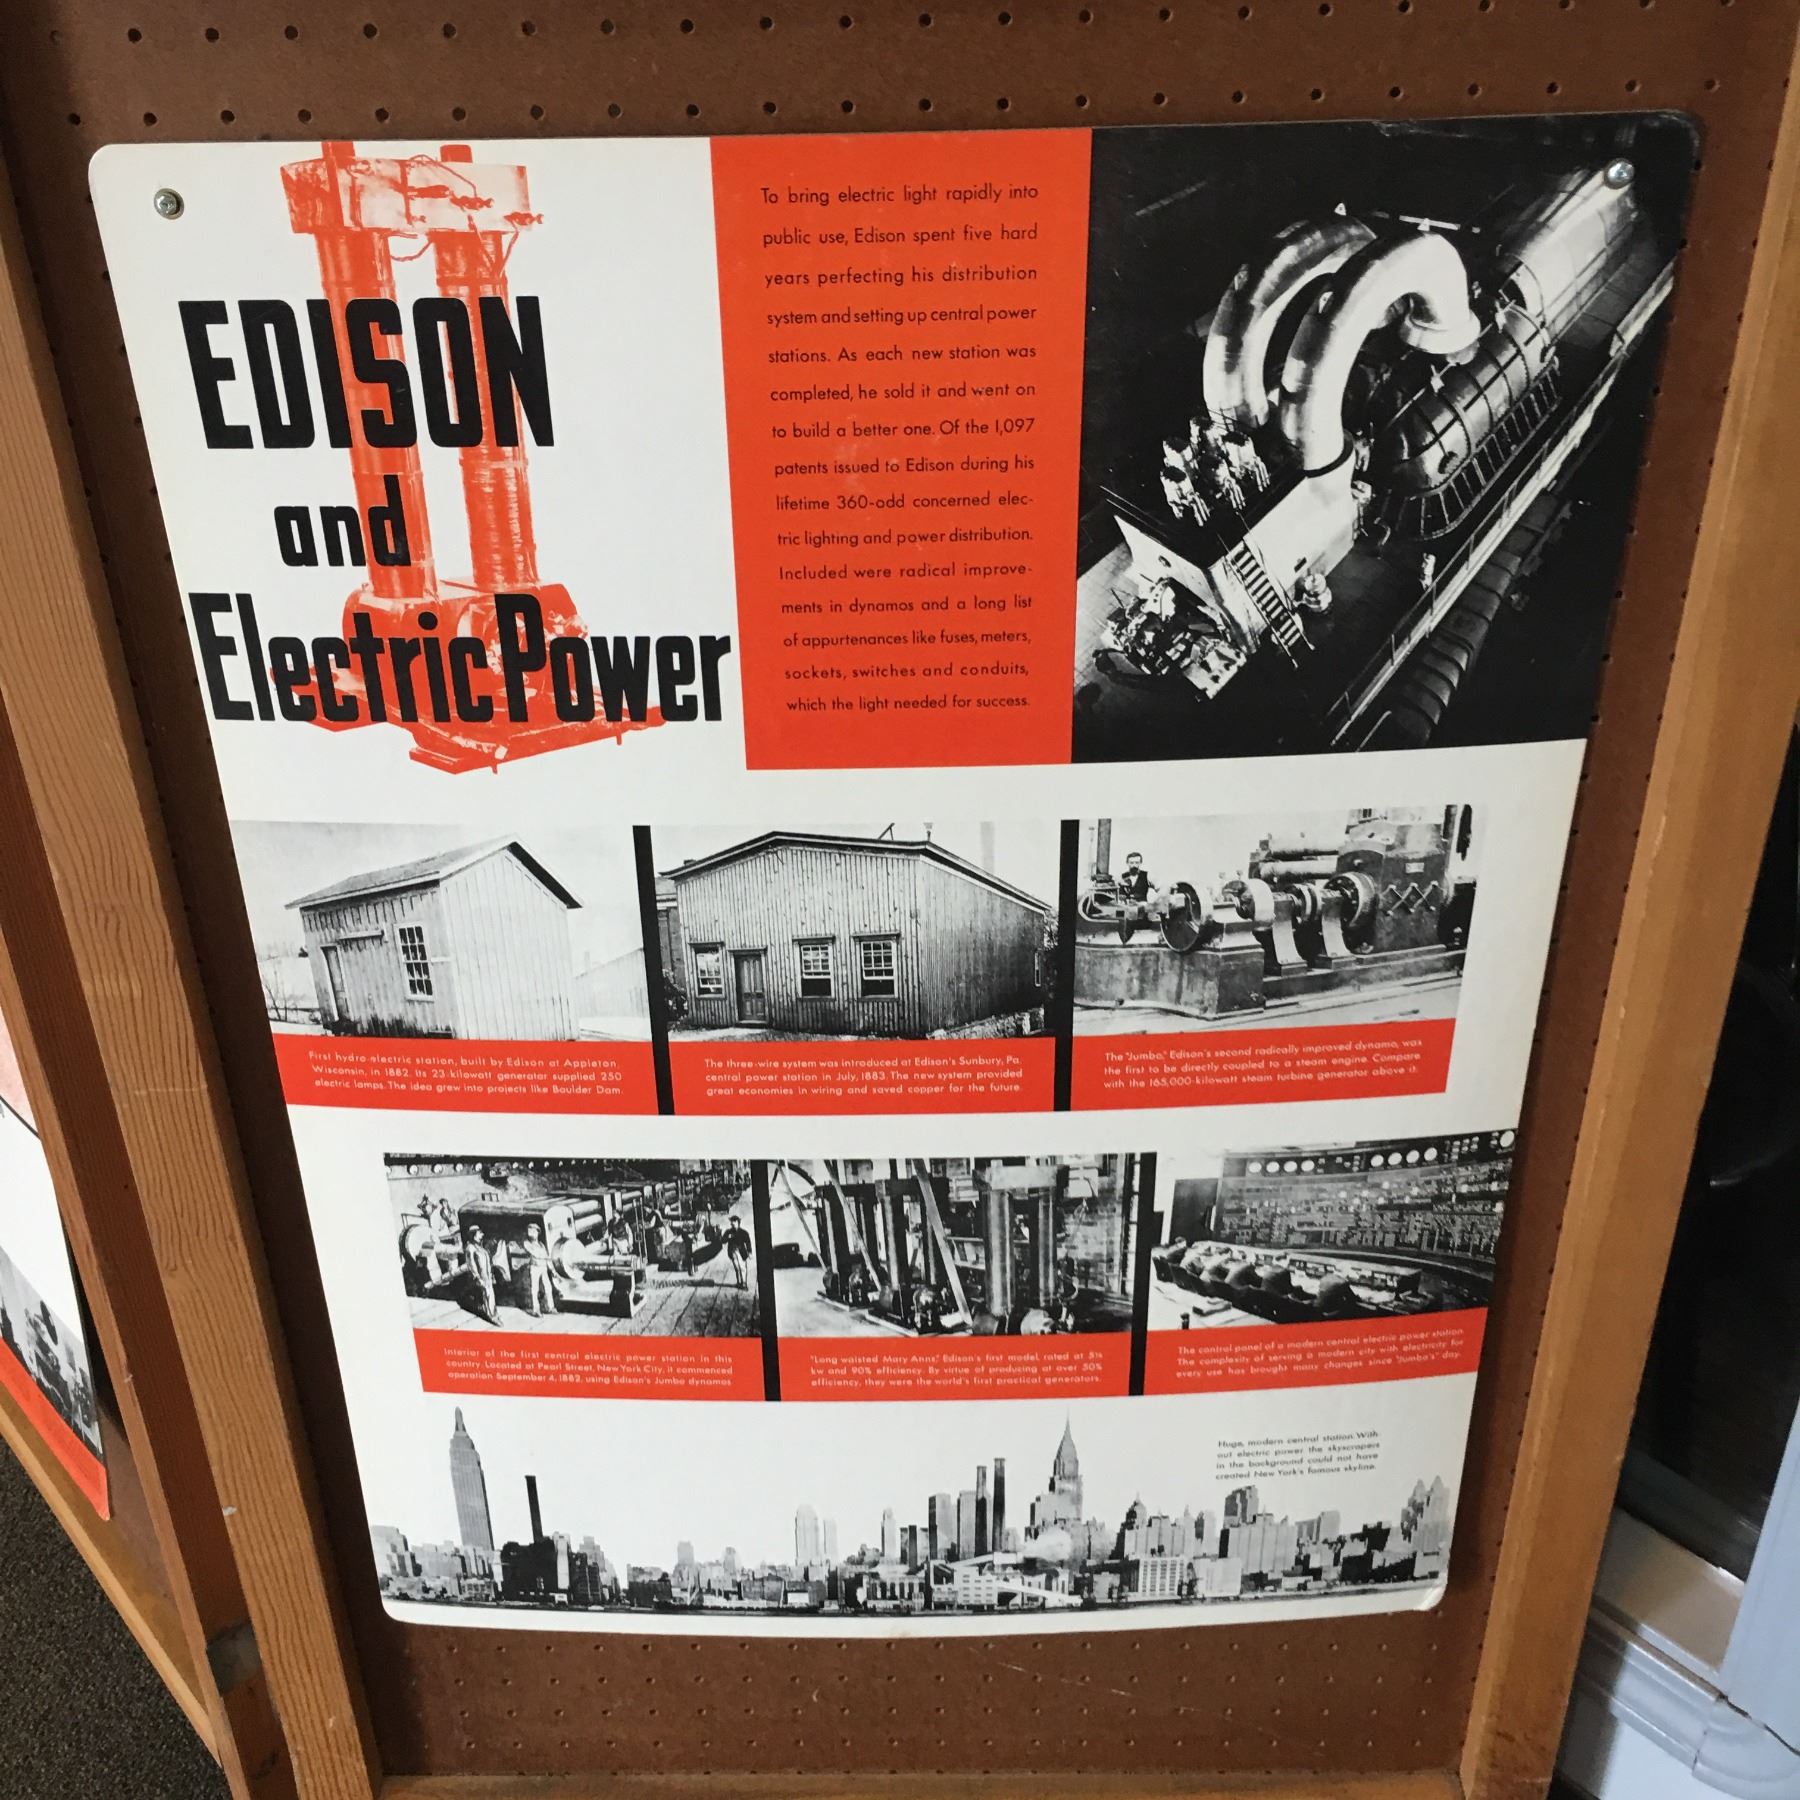 EDISON
and
Electric Power
To bring electric light rapidly into
public use, Edison spent five hard
years perfecting his distribution
system and setting up central power
stations. As each new station was
completed, he sold it and went on
to build a better one. Of the 1,097
patents issued to Edison during his
lifetime 360-odd concerned elec-
tric lighting and power distribution.
Included were radical improve-
ments in dynamos and a long list
of appurtenances like fuses, meters,
sockets, switches and conduits,
which the light needed for success.
First hydro-electric station, built by Edison at Appleton,
Wisconsin, in 1882. Its 23-kilowatt generator supplied 250
electric lamps. The idea grew into projects like Boulder Dam.
The three-wire system was introduced at Edison's Sunbury, Pa.
central power station in July, 1883. The new system provided
great economies in wiring and saved copper for the future.
The "Jumbo," Edison's second radically improved dynamo, was
the first to be directly coupled to a steam engine. Compare
with the 165,000-kilowatt steam turbine generator above it.
Interior of the first central electric power station in this
country. Located at Pearl Street, New York City, it commenced
operation September 4, 1882, using Edison's Jumbo dynamos
"Long waisted Mary Anns," Edison's first model, rated at
kw and 90% efficiency. By virtue of producing at over 50%
efficiency, they were the world's first practical generators.
The control panel of a modern central electric power station.
The complexity of serving a modern city with electricity for
every use has brought many changes since "Jumbo's" day.
Huge, modern central station. With
out electric power the skyscrapers
in the background could not have
created New York's famous skyline.